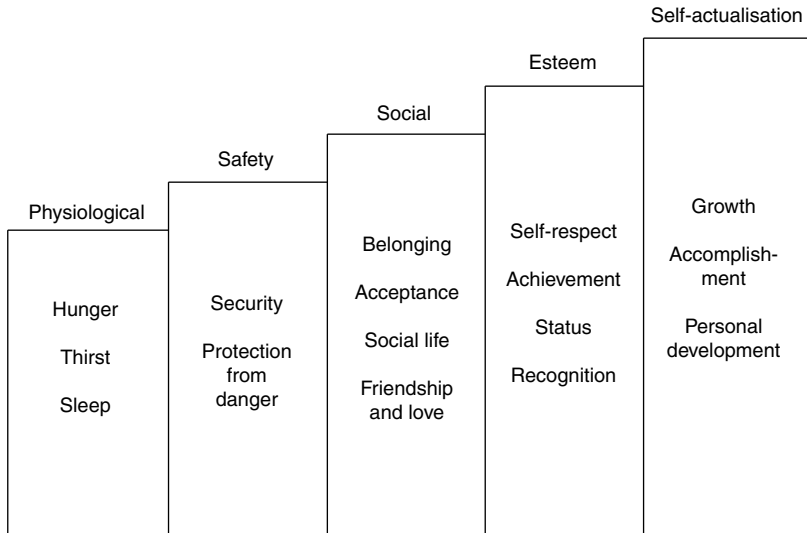 Physiological
Hunger
Thirst
Sleep
Safety
Security
Protection
from
danger
Social
Belonging
Acceptance
Social life
Friendship
and love
Esteem
Self-respect
Achievement
Status
Recognition
Self-actualisation
Growth
Accomplish-
ment
Personal
development